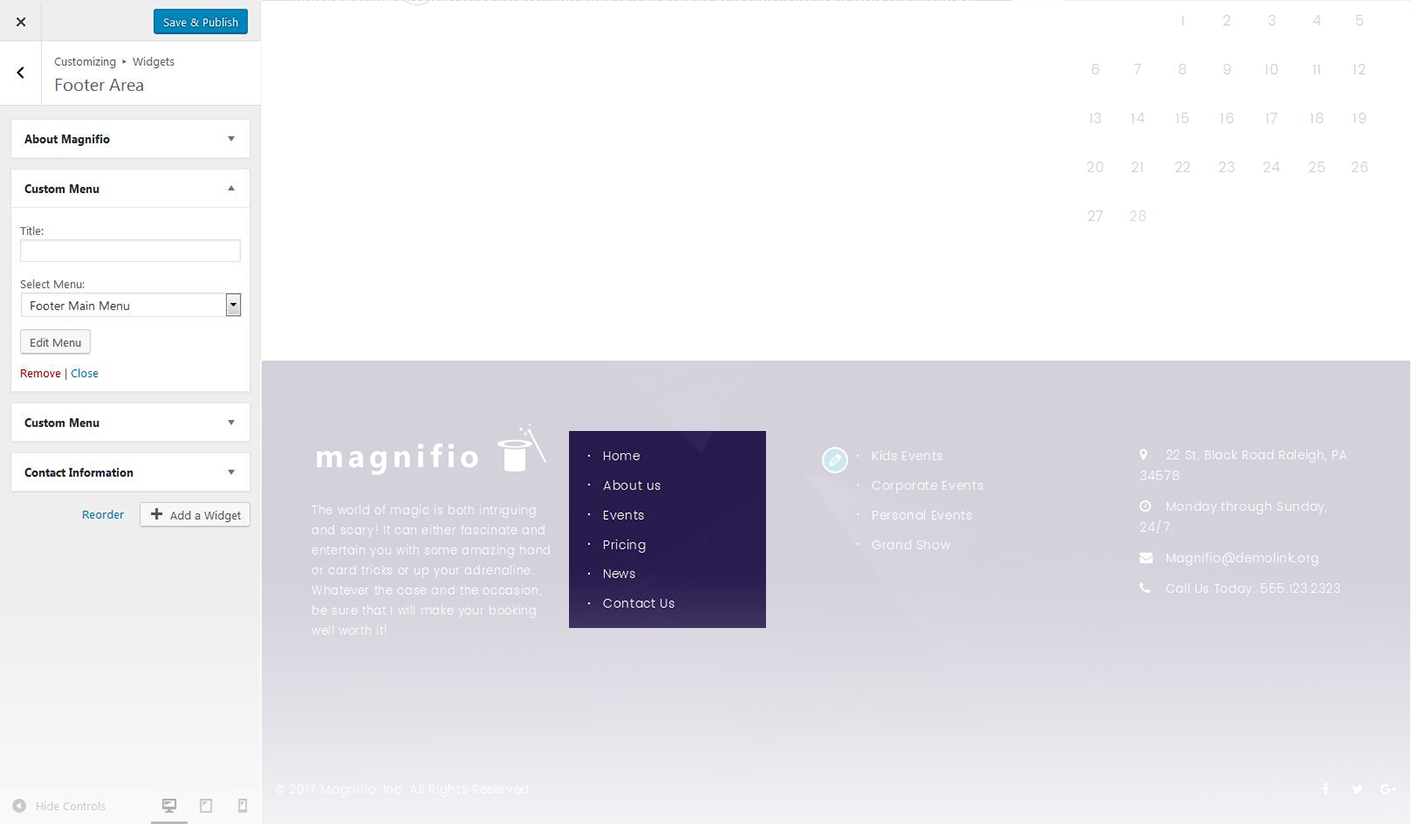 Save & Publish
Customizing ▸ Widgets
Footer Area
About Magnifio
Custom Menu
Title:
Select Menu:
Footer Main Menu
Edit Menu
Remove | Close
Custom Menu
Contact Information
Reorder
Add a Widget
Hide Controls
1 2 3 4 5
6 7 8 9 10 11 12
13 14 15 16 17 18 19
20 21 22 23 24 25 26
27 28
magnifio
The world of magic is both intriguing
and scary! It can either fascinate and
entertain you with some amazing hand
or card tricks or up your adrenaline.
Whatever the case and the occasion,
be sure that I will make your booking
well worth it!
· Home
· About us
· Events
· Pricing
· News
· Contact Us
· Kids Events
· Corporate Events
· Personal Events
· Grand Show
22 St. Black Road Raleigh, PA
34578
Monday through Sunday,
24/7.
Magnifio@demolink.org
Call Us Today: 555.123.2323
© 2017 Magnifio, Inc. All Rights Reserved